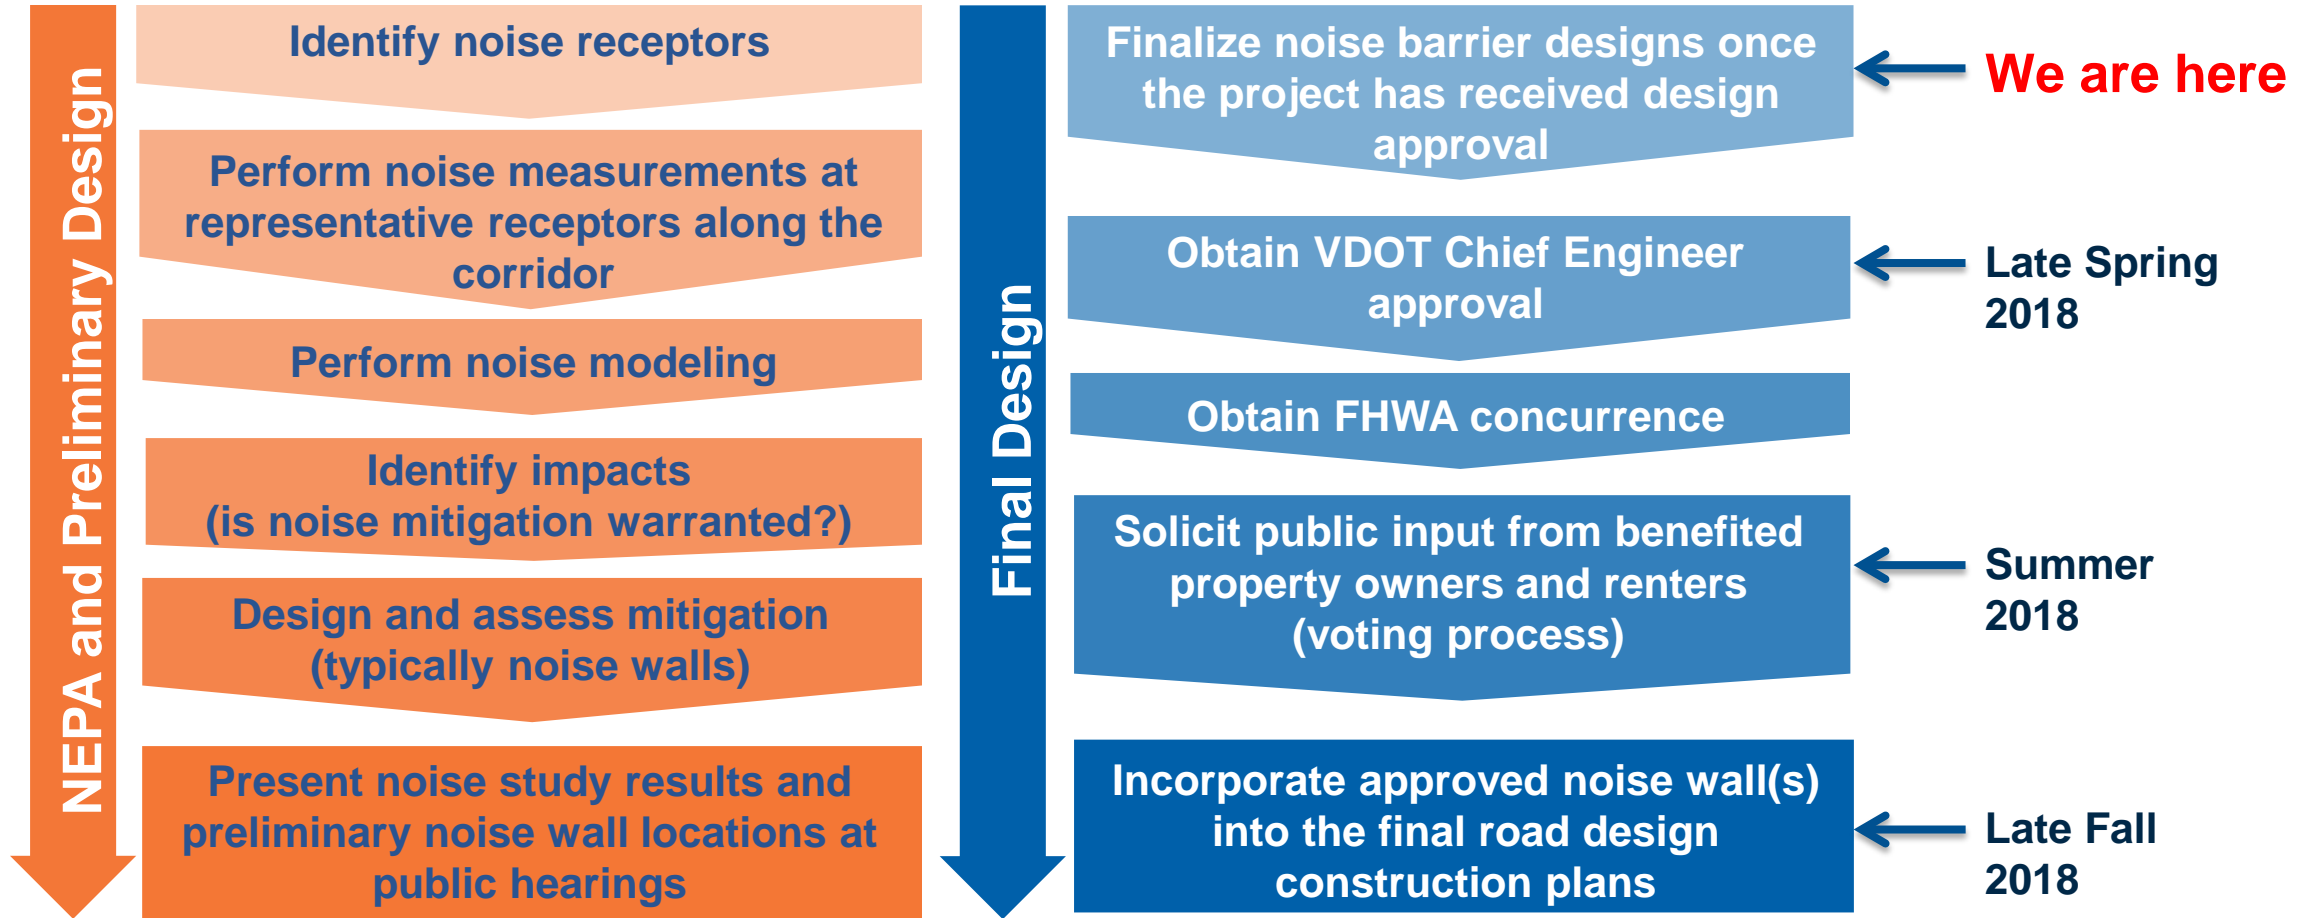 NEPA and Preliminary Design
Identify noise receptors
Perform noise measurements at
representative receptors along the
corridor
Perform noise modeling
Identify impacts
(is noise mitigation warranted?)
Design and assess mitigation
(typically noise walls)
Present noise study results and
preliminary noise wall locations at
public hearings
Final Design
Finalize noise barrier designs once
the project has received design
approval
We are here
Obtain VDOT Chief Engineer
approval
Late Spring
2018
Obtain FHWA concurrence
Solicit public input from benefited
property owners and renters
(voting process)
Summer
2018
Incorporate approved noise wall(s)
into the final road design
construction plans
Late Fall
2018